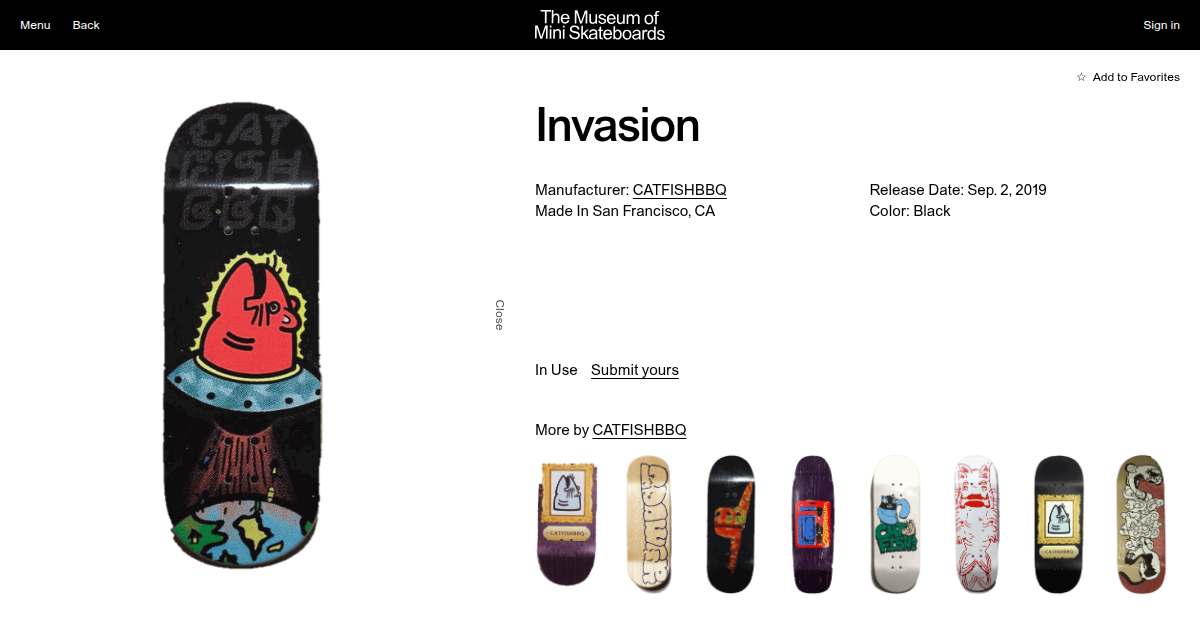 Menu
Back
The Museum of
Mini Skateboards
Sign in
☆ Add to Favorites
CAT
FISH
BBQ
Invasion
Manufacturer: CATFISHBBQ
Made In San Francisco, CA
Release Date: Sep. 2, 2019
Color: Black
Close
In Use Submit yours
More by CATFISHBBQ
CATFISHBBQ
CATFISHBBQ